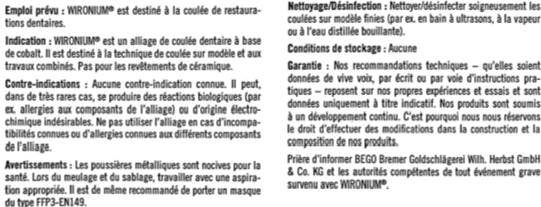 Emploi prévu : WIRONIUM® est destiné à la coulée de restaura-
tions dentaires.
Indication : WIRONIUM® est un alliage de coulée dentaire à base
de cobalt. Il est destiné à la technique de coulée sur modèle et aux
travaux combinés. Pas pour les revêtements de céramique.
Contre-indications : Aucune contre-indication connue. Il peut,
dans de très rares cas, se produire des réactions biologiques (par
ex. allergies aux composants de l'alliage) ou d'origine électro-
chimique indésirables. Ne pas utiliser l'alliage en cas d'incompa-
tibilités connues ou d'allergies connues aux différents composants
de l'alliage.
Avertissements : Les poussières métalliques sont nocives pour la
santé. Lors du meulage et du sablage, travailler avec une aspira-
tion appropriée. Il est de même recommandé de porter un masque
du type FFP3-EN149.
Nettoyage/Désinfection : Nettoyer/désinfecter soigneusement les
coulées sur modèle finies (par ex. en bain à ultrasons, à la vapeur
ou à l'eau distillée bouillante).
Conditions de stockage : Aucune
Garantie : Nos recommandations techniques – qu'elles soient
données de vive voix, par écrit ou par voie d'instructions pra-
tiques – reposent sur nos propres expériences et essais et sont
données uniquement à titre indicatif. Nos produits sont soumis
à un développement continu. C'est pourquoi nous nous réservons
le droit d'effectuer des modifications dans la construction et la
composition de nos produits.
Prière d'informer BEGO Bremer Goldschlägerei Wilh. Herbst GmbH
& Co. KG et les autorités compétentes de tout événement grave
survenu avec WIRONIUM®.